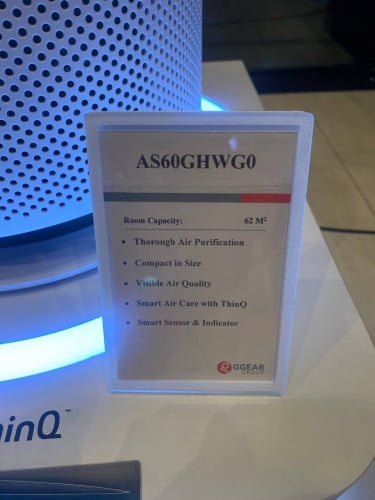 AS60GHWG0
Room Capacity: 62 M²
• Thorough Air Purification
• Compact in Size
• Visible Air Quality
• Smart Air Care with ThinQ
• Smart Sensor & Indicator
GGEAR
GROUP
inQ™